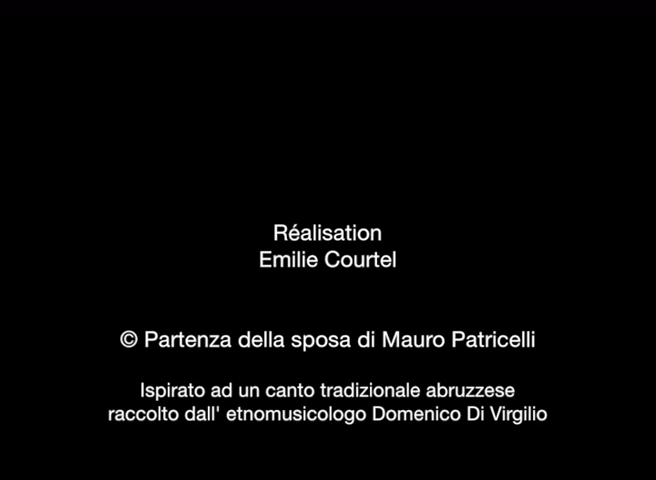 Réalisation
Emilie Courtel
© Partenza della sposa di Mauro Patricelli
Ispirato ad un canto tradizionale abruzzese
raccolto dall' etnomusicologo Domenico Di Virgilio